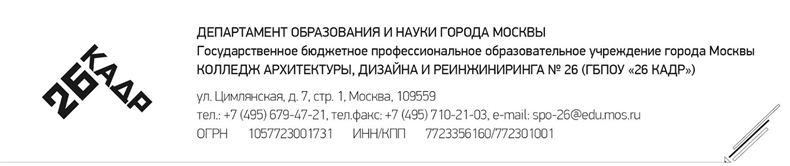 26
КАДР
ДЕПАРТАМЕНТ ОБРАЗОВАНИЯ И НАУКИ ГОРОДА МОСКВЫ
Государственное бюджетное профессиональное образовательное учреждение города Москвы
КОЛЛЕДЖ АРХИТЕКТУРЫ, ДИЗАЙНА И РЕИНЖИНИРИНГА № 26 (ГБПОУ «26 КАДР»)
ул. Цимлянская, д. 7, стр. 1, Москва, 109559
тел.: +7 (495) 679-47-21, тел.факс: +7 (495) 710-21-03, e-mail: spo-26@edu.mos.ru
ОГРН 1057723001731 ИНН/КПП 7723356160/772301001